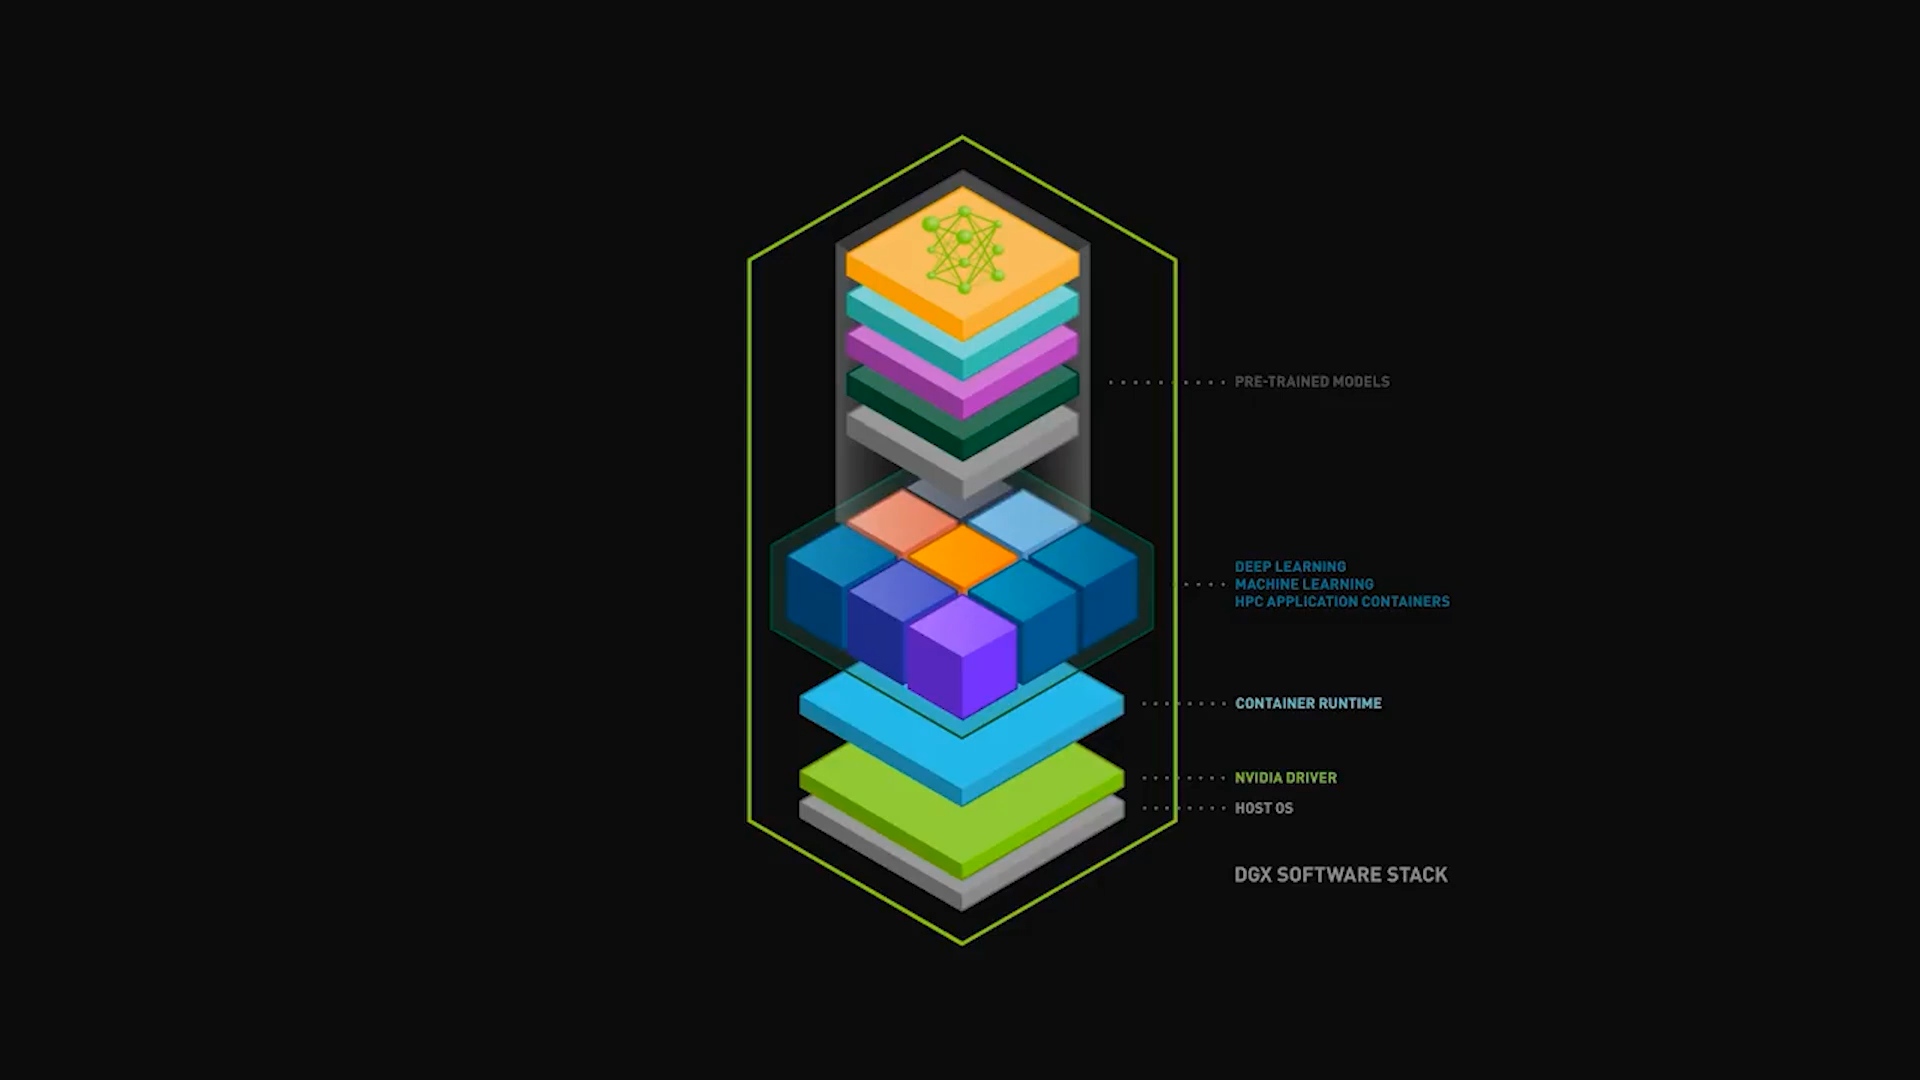 PRE-TRAINED MODELS
DEEP LEARNING
MACHINE LEARNING
HPC APPLICATION CONTAINERS
CONTAINER RUNTIME
NVIDIA DRIVER
HOST OS
DGX SOFTWARE STACK